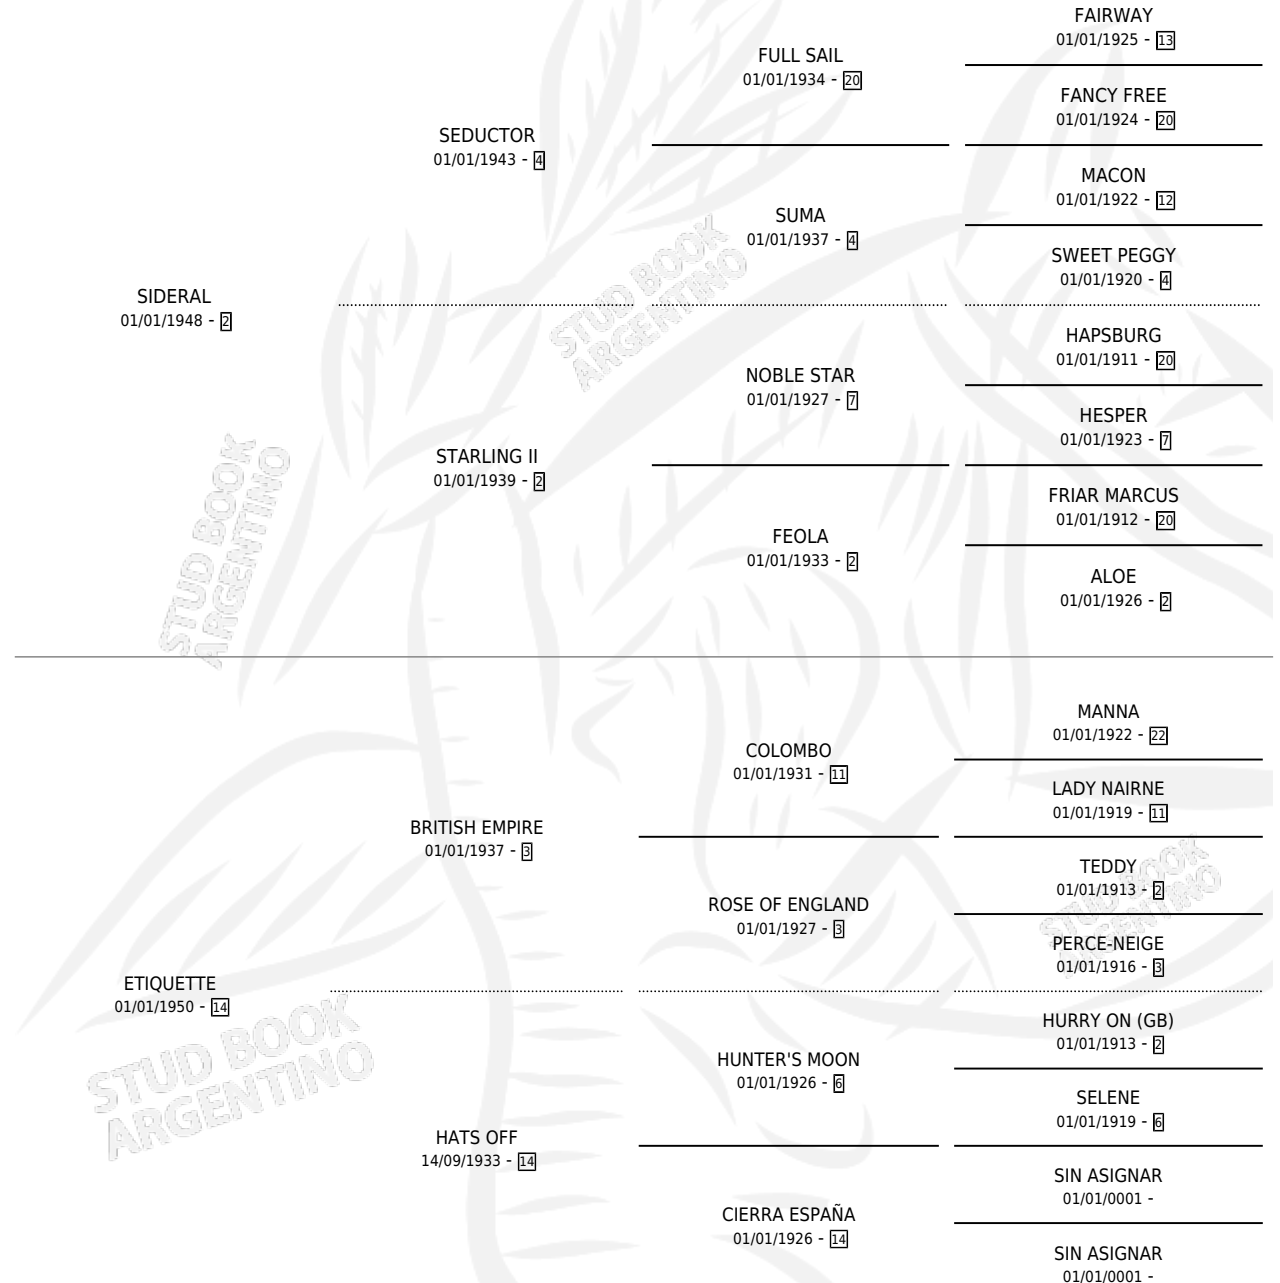 FAIRWAY
01/01/1925 - 13
FULL SAIL
01/01/1934 - 20
FANCY FREE
01/01/1924 - 20
SEDUCTOR
01/01/1943 - 4
MACON
01/01/1922 - 12
SUMA
01/01/1937 - 4
SWEET PEGGY
01/01/1920 - 4
SIDERAL
01/01/1948 - 2
HAPSBURG
01/01/1911 - 20
NOBLE STAR
01/01/1927 - 7
HESPER
01/01/1923 - 7
STARLING II
01/01/1939 - 2
FRIAR MARCUS
01/01/1912 - 20
FEOLA
01/01/1933 - 2
ALOE
01/01/1926 - 2
MANNA
01/01/1922 - 22
COLOMBO
01/01/1931 - 11
LADY NAIRNE
01/01/1919 - 11
BRITISH EMPIRE
01/01/1937 - 3
TEDDY
01/01/1913 - 2
ROSE OF ENGLAND
01/01/1927 - 3
PERCE-NEIGE
01/01/1916 - 3
ETIQUETTE
01/01/1950 - 14
HURRY ON (GB)
01/01/1913 - 2
HUNTER'S MOON
01/01/1926 - 6
SELENE
01/01/1919 - 6
HATS OFF
14/09/1933 - 14
SIN ASIGNAR
01/01/0001 -
CIERRA ESPAÑA
01/01/1926 - 14
SIN ASIGNAR
01/01/0001 -
STUD BOOK
ARGENTINO
STUD BOOK
ARGENTINO
STUD BOOK
ARGENTINO
STUD BOOK
ARGENTINO